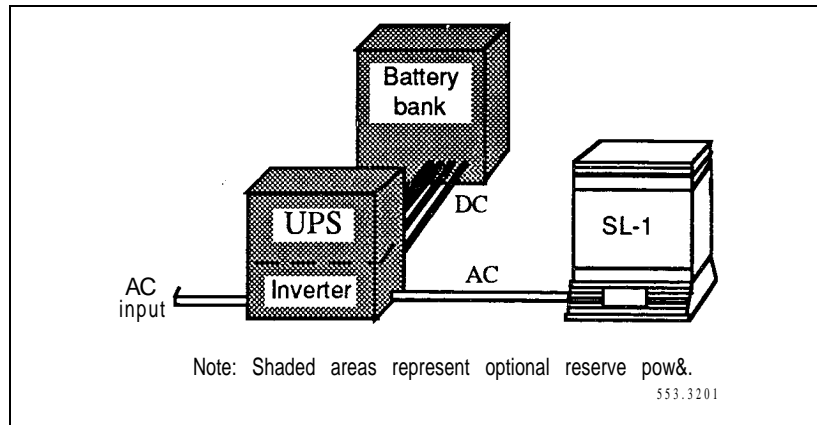 Battery
bank
UPS
DC
SL-1
AC
input
Inverter
AC
Note: Shaded areas represent optional reserve pow&.
553.3201